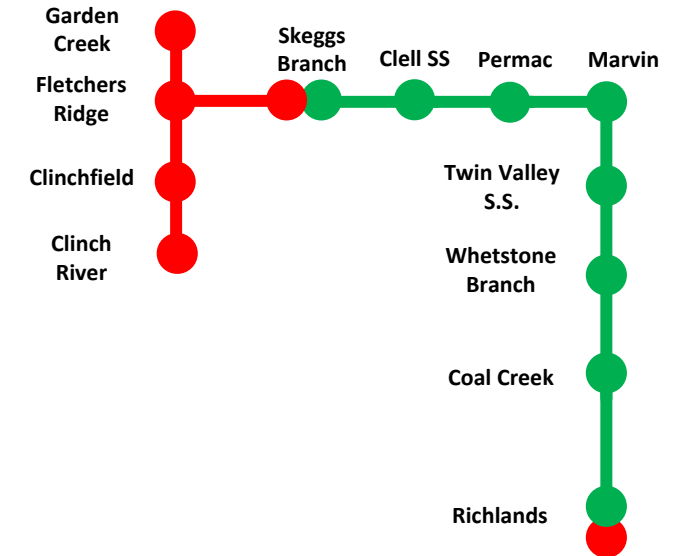 Garden
Creek
Skeggs
Branch
Clell SS
Permac
Marvin
Fletchers
Ridge
Clinchfield
Twin Valley
S.S.
Clinch
River
Whetstone
Branch
Coal Creek
Richlands